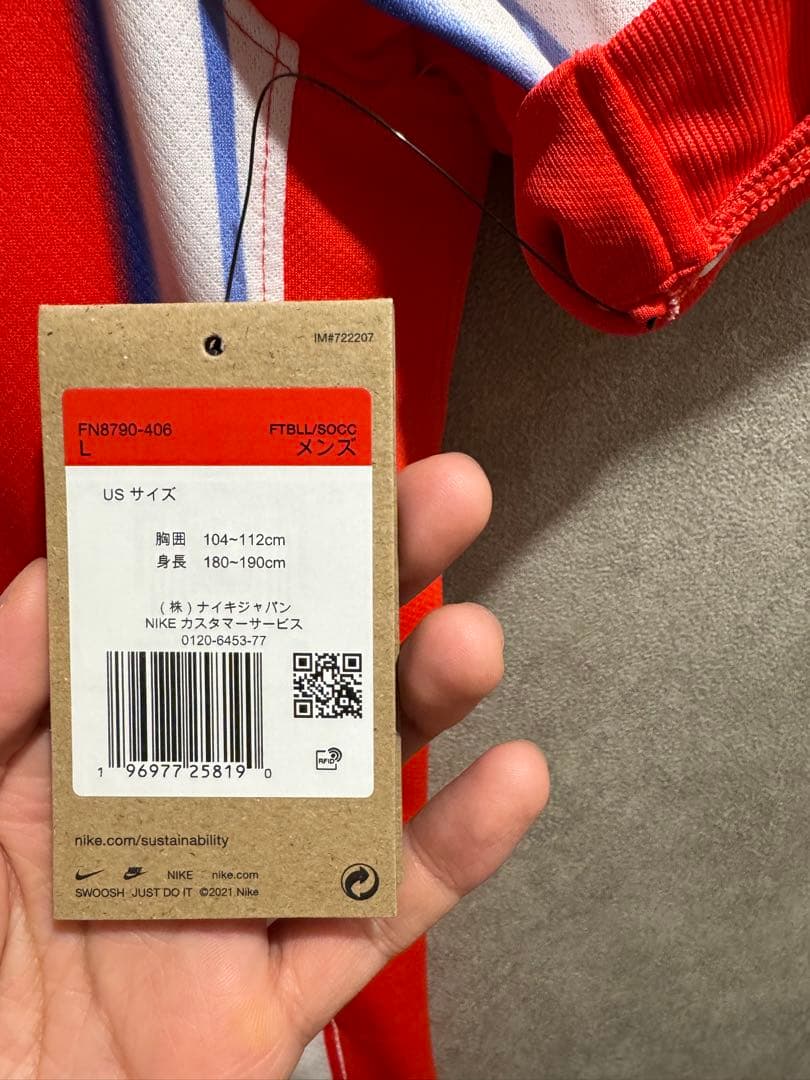 IM#722207
FN8790-406
FTBLL/SOCC
L
メンズ
US サイズ
胸囲 104~112cm
身長 180~190cm
(株)ナイキジャパン
NIKE カスタマーサービス
0120-6453-77
1 96977 25819 0
RFID
nike.com/sustainability
NIKE nike.com
SWOOSH JUST DO IT ©2021 Nike